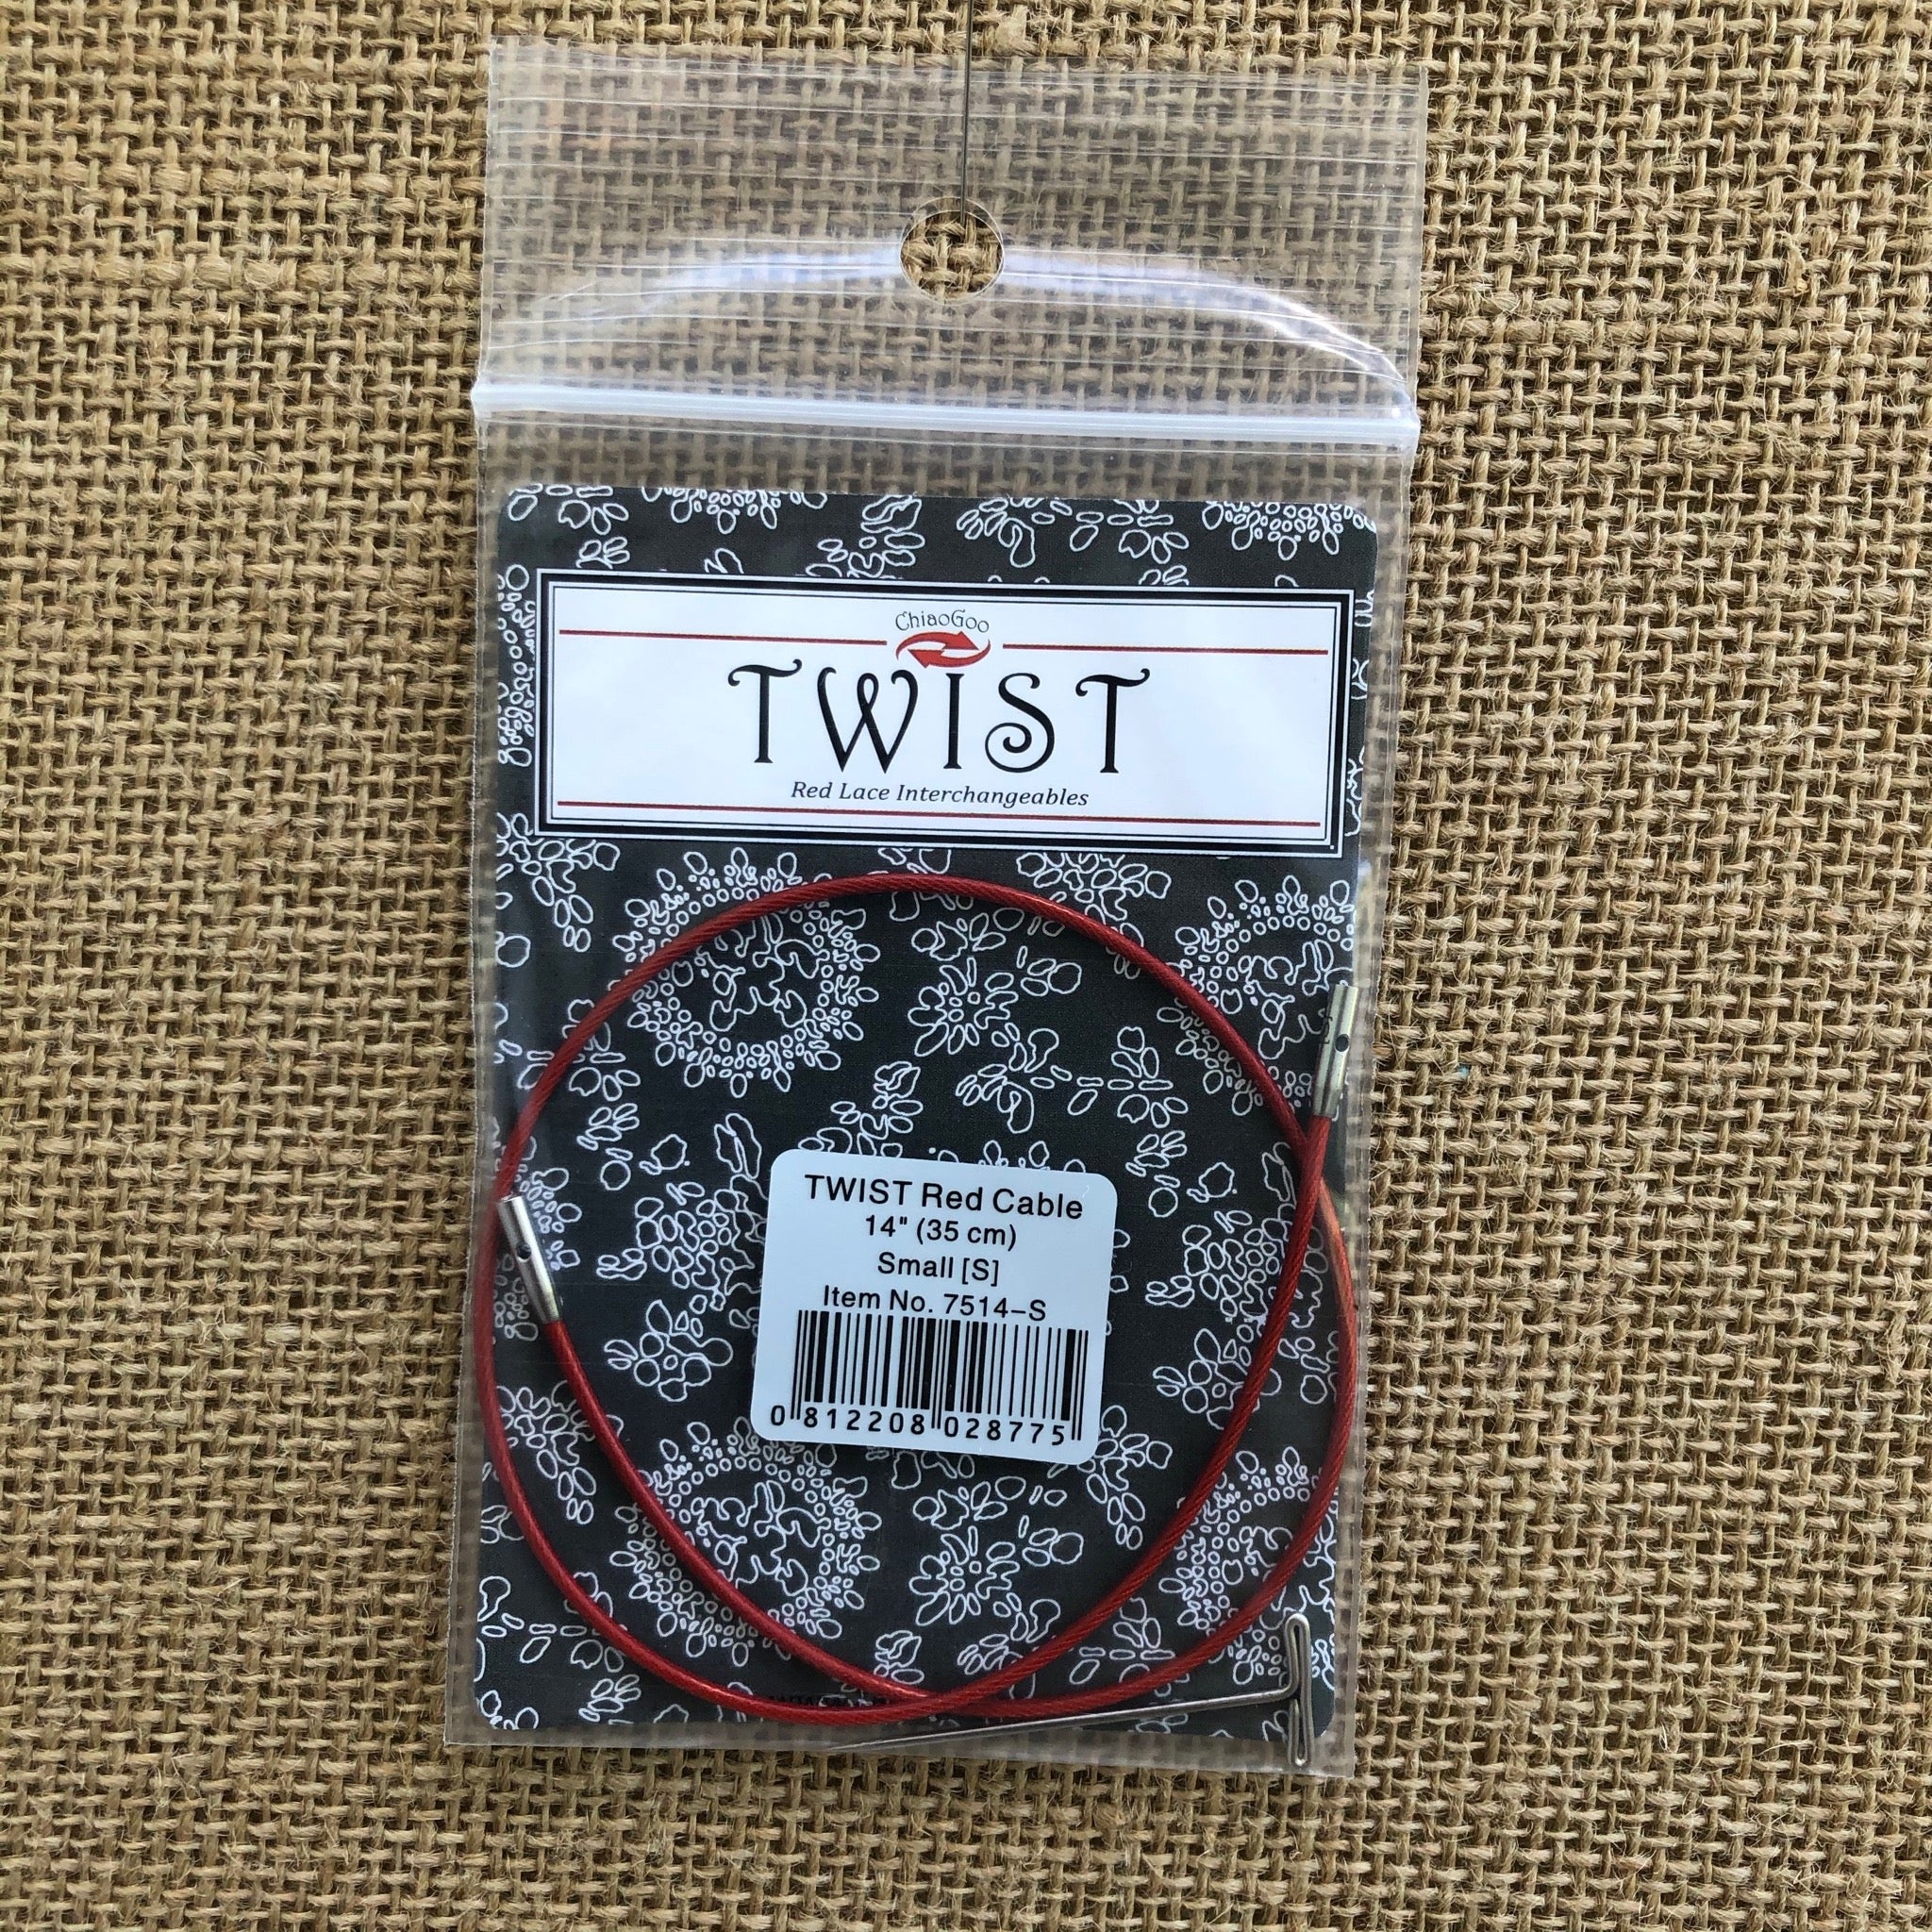 ChiaoGoo
TWIST
Red Lace Interchangeables
TWIST Red Cable
14" (35 cm)
Small [S]
Item No. 7514-S
0 812208 028775